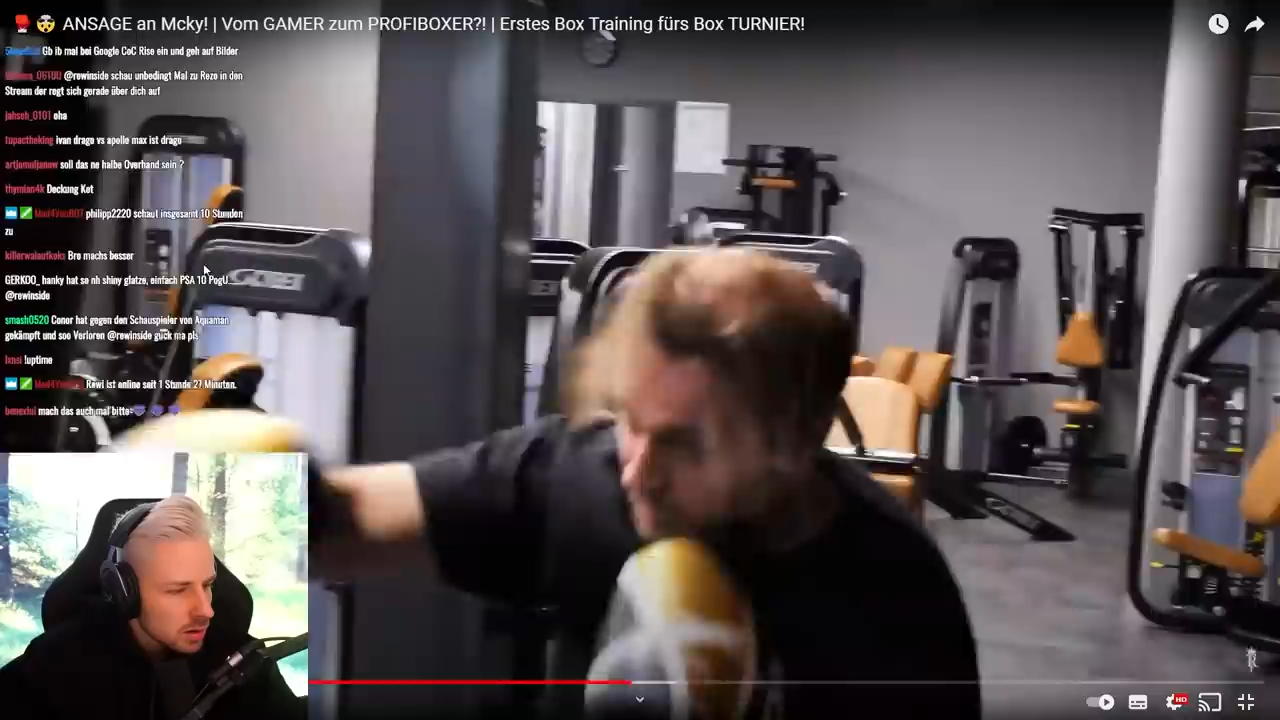 ANSAGE an Mcky! | Vom GAMER zum PROFIBOXER?! | Erstes Box Training fürs Box TURNIER!
Gb ib mal bei Google CoC Rise ein und geh auf Bilder
@rewinside schau unbedingt Mal zu Rezo in den
Stream der regt sich gerade über dich auf
jahseh_0101 oha
tupactheking ivan drago vs apollo max ist drago
soll das ne halbe Overhand sein ?
thymian4k Deckung Ket
philipp2220 schaut insgesamt 10 Stunden
zu
killerwalaufkoks Bro machs besser
GERKOO_ hanky hat so nh shiny glatze, einfach PSA 10 PogU
@rewinside
smash0520 Conor hat gegen den Schauspieler von Aquaman
gekämpft und soo Verloren @rewinside guck ma pls
!uptime
Rewi ist online seit 1 Stunde 27 Minuten.
mach das auch mal bitte
HD